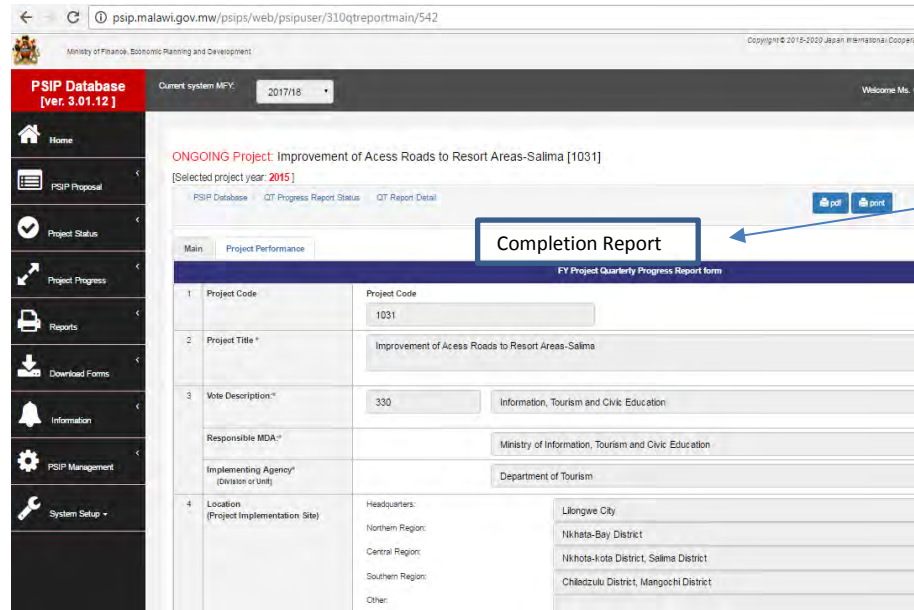 psip.malawi.gov.mw/psips/web/psipuser/310qtreportmain/542
Ministry of Finance, Economic Planning and Development
Copyright © 2015-2020 Japan International Coopera
PSIP Database
[ver. 3.01.12 ]
Current system MFY:
2017/18
Welcome Ms.
Home
PSIP Proposal
Project Status
Project Progress
Reports
Download Forms
Information
PSIP Management
System Setup
ONGOING Project: Improvement of Acess Roads to Resort Areas-Salima [1031]
[Selected project year: 2015 ]
PSIP Database QT Progress Report Status QT Report Detail
pdf print
Completion Report
Main Project Performance
FY Project Quarterly Progress Report form
1 Project Code Project Code
1031
2 Project Title * Improvement of Acess Roads to Resort Areas-Salima
3 Vote Description:* 330 Information, Tourism and Civic Education
Responsible MDA:* Ministry of Information, Tourism and Civic Education
Implementing Agency* Department of Tourism
(Division or Unit)
4 Location Headquarters: Lilongwe City
(Project Implementation Site)
Northern Region: Nkhata-Bay District
Central Region: Nkhota-kota District, Salima District
Southern Region: Chiladzulu District, Mangochi District
Other: